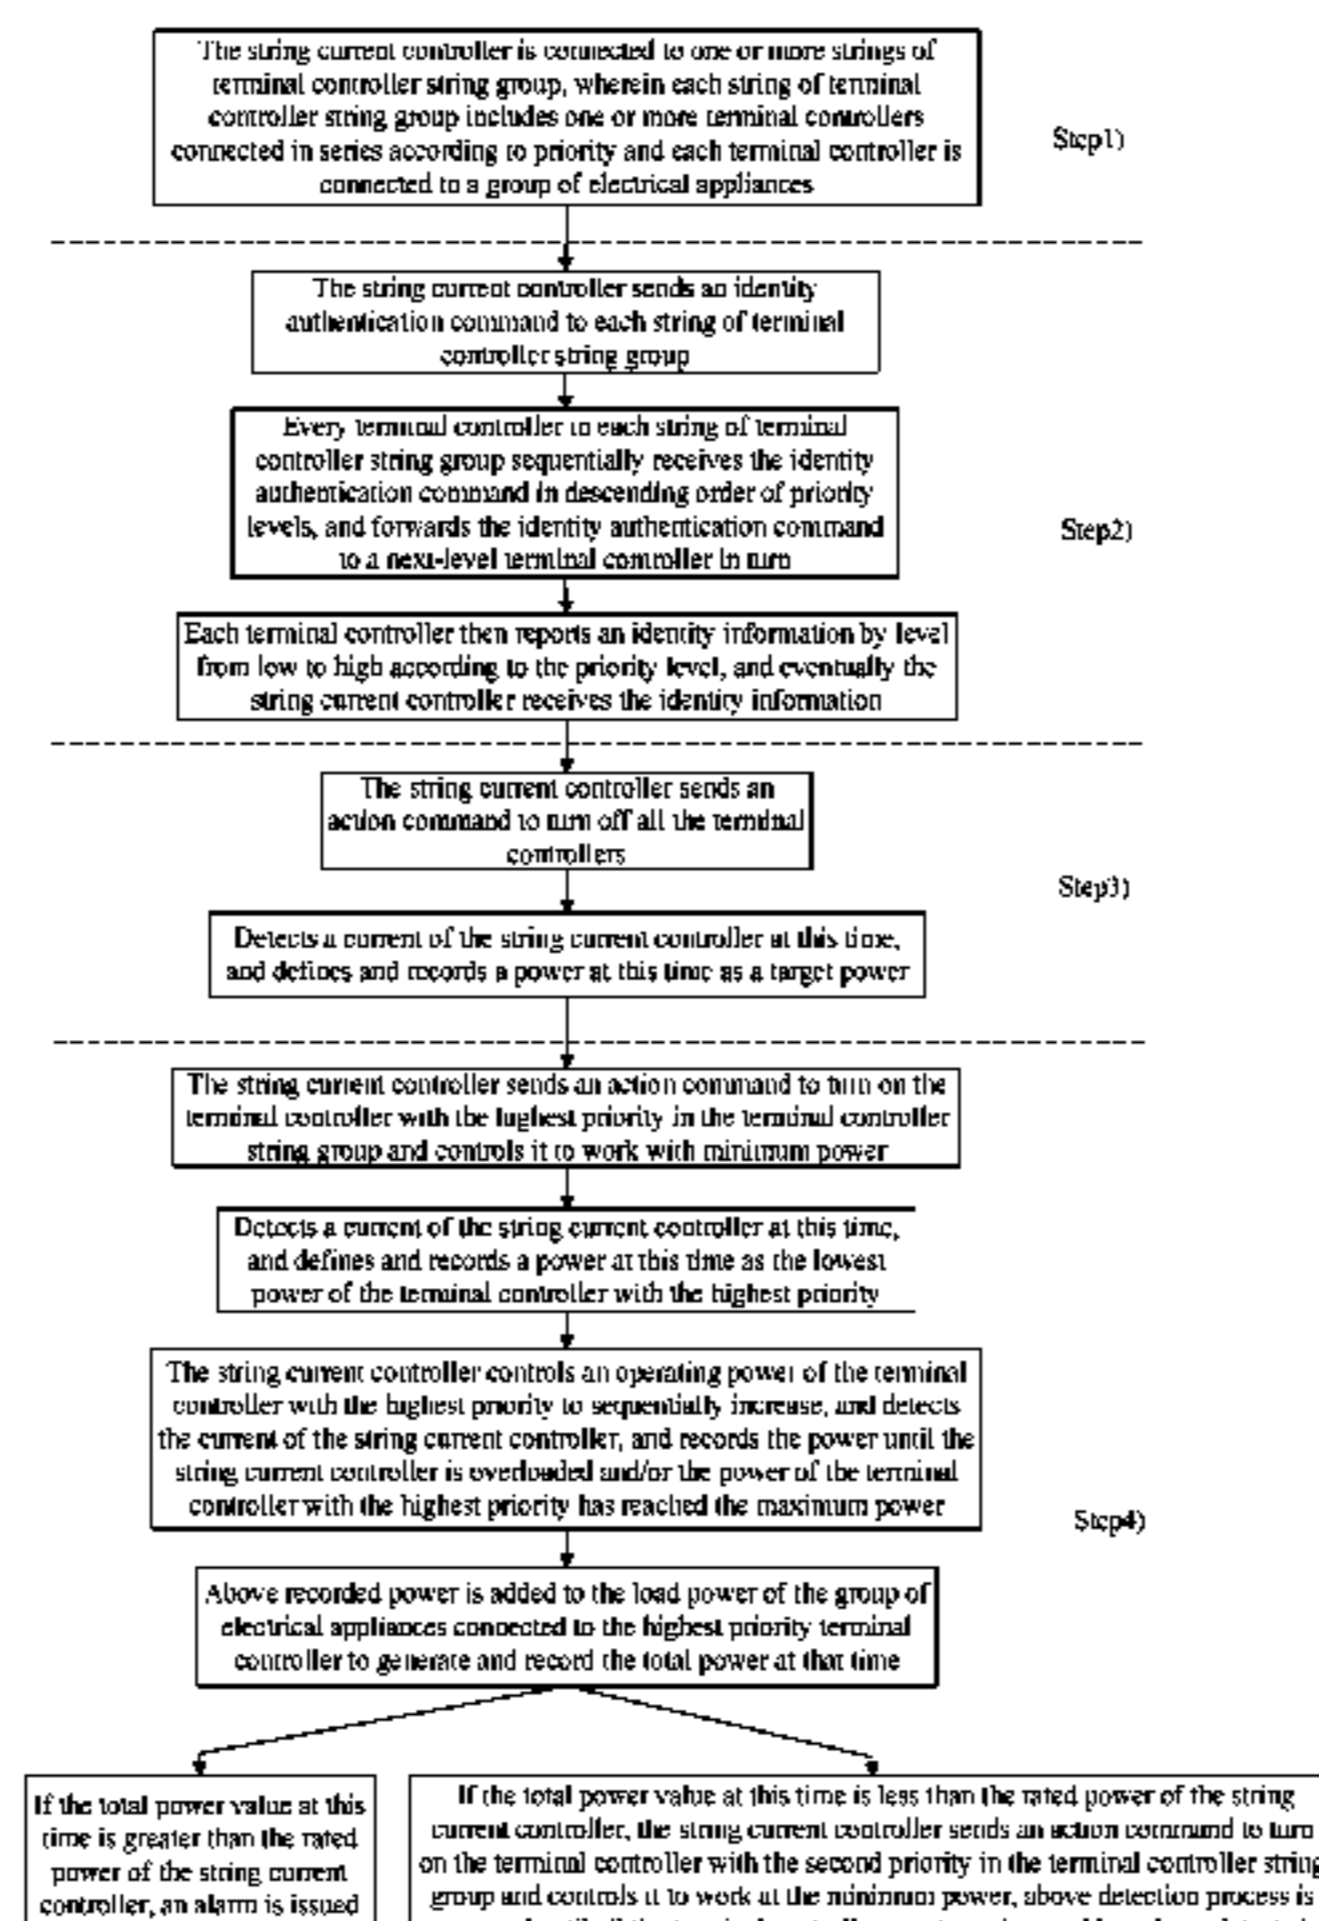 The string current controller is connected to one or more strings of
terminal controller string group, wherein each string of terminal
controller string group includes one or more terminal controllers
connected in series according to priority and each terminal controller is
connected to a group of electrical appliances
Step1)
The string current controller sends an identity
authentication command to each string of terminal
controller string group
Every terminal controller in each string of terminal
controller string group sequentially receives the identity
authentication command in descending order of priority
levels, and forwards the identity authentication command
to a next-level terminal controller in turn
Step2)
Each terminal controller then reports an identity information by level
from low to high according to the priority level, and eventually the
string current controller receives the identity information
The string current controller sends an
action command to turn off all the terminal
controllers
Step3)
Detects a current of the string current controller at this time,
and defines and records a power at this time as a target power
The string current controller sends an action command to turn on the
terminal controller with the highest priority in the terminal controller
string group and controls it to work with minimum power
Detects a current of the string current controller at this time,
and defines and records a power at this time as the lowest
power of the terminal controller with the highest priority
The string current controller controls an operating power of the terminal
controller with the highest priority to sequentially increase, and detects
the current of the string current controller, and records the power until the
string current controller is overloaded and/or the power of the terminal
controller with the highest priority has reached the maximum power
Step4)
Above recorded power is added to the load power of the group of
electrical appliances connected to the highest priority terminal
controller to generate and record the total power at that time
If the total power value at this
time is greater than the rated
power of the string current
controller, an alarm is issued
If the total power value at this time is less than the rated power of the string
current controller, the string current controller sends an action command to turn
on the terminal controller with the second priority in the terminal controller string
group and controls it to work at the minimum power, above detection process is